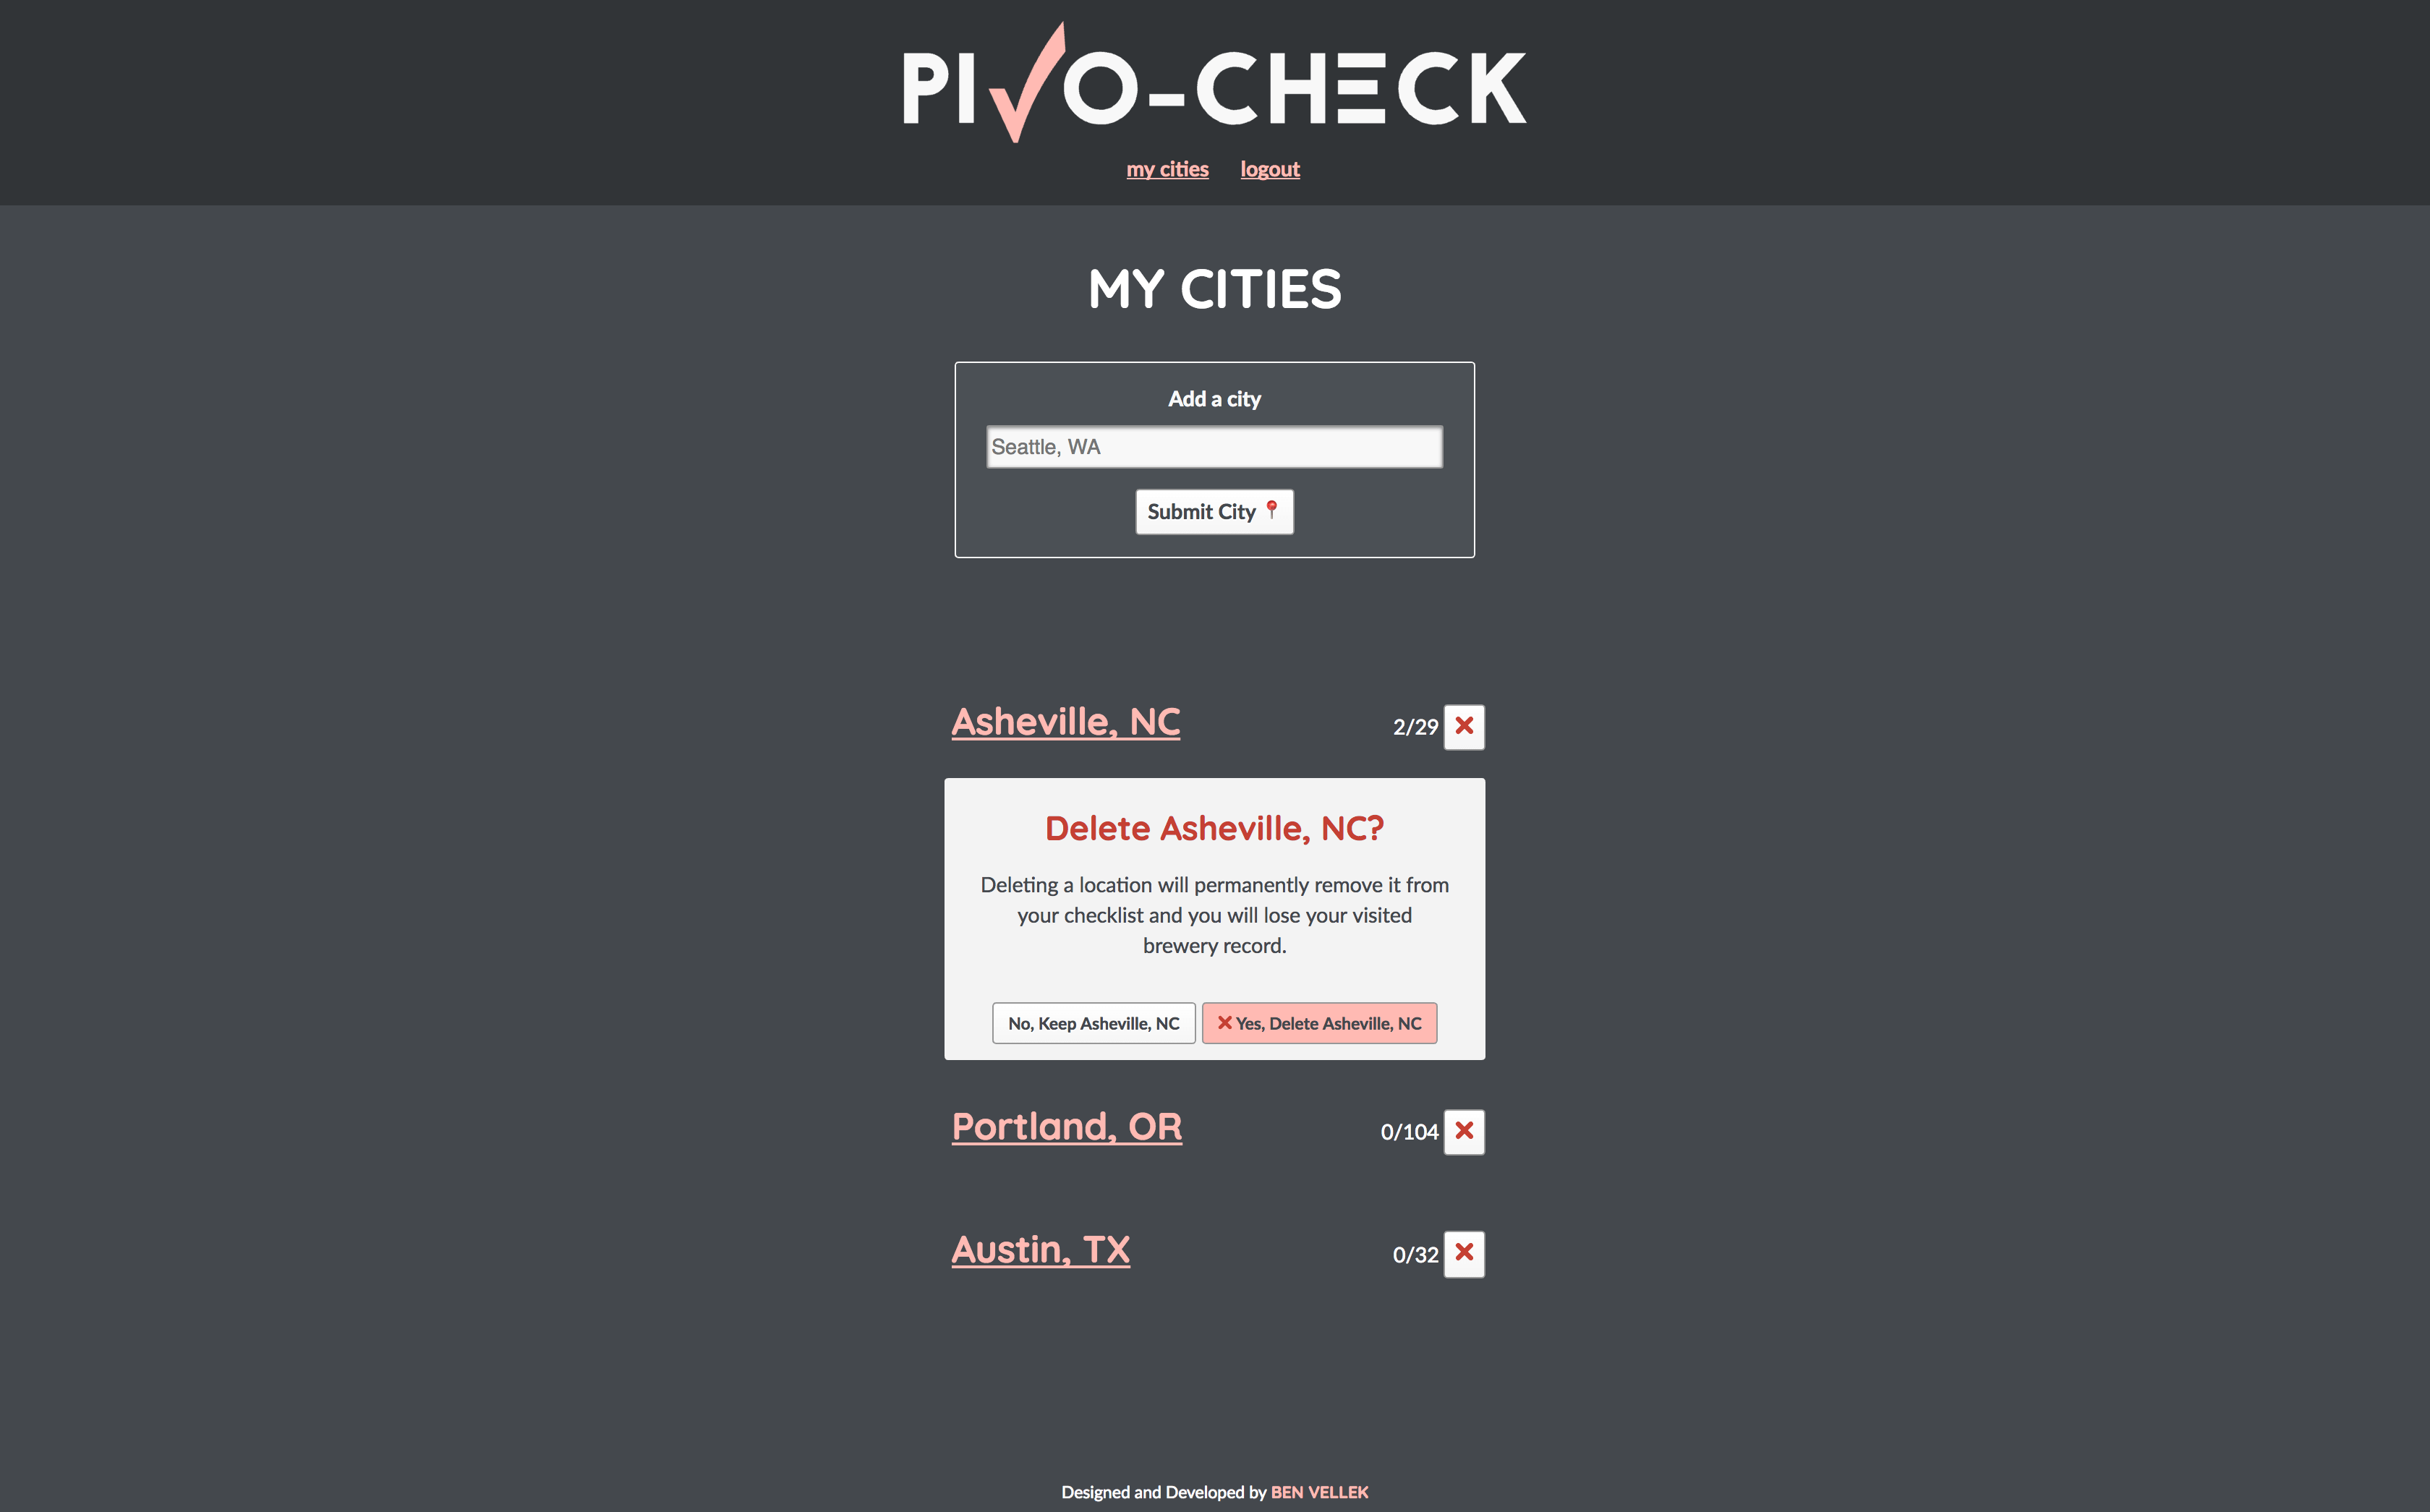 PIVO-CHECK
my cities logout
MY CITIES
Add a city
Seattle, WA
Submit City
Asheville, NC 2/29
Delete Asheville, NC?
Deleting a location will permanently remove it from
your checklist and you will lose your visited
brewery record.
No, Keep Asheville, NC Yes, Delete Asheville, NC
Portland, OR 0/104
Austin, TX 0/32
Designed and Developed by BEN VELLEK